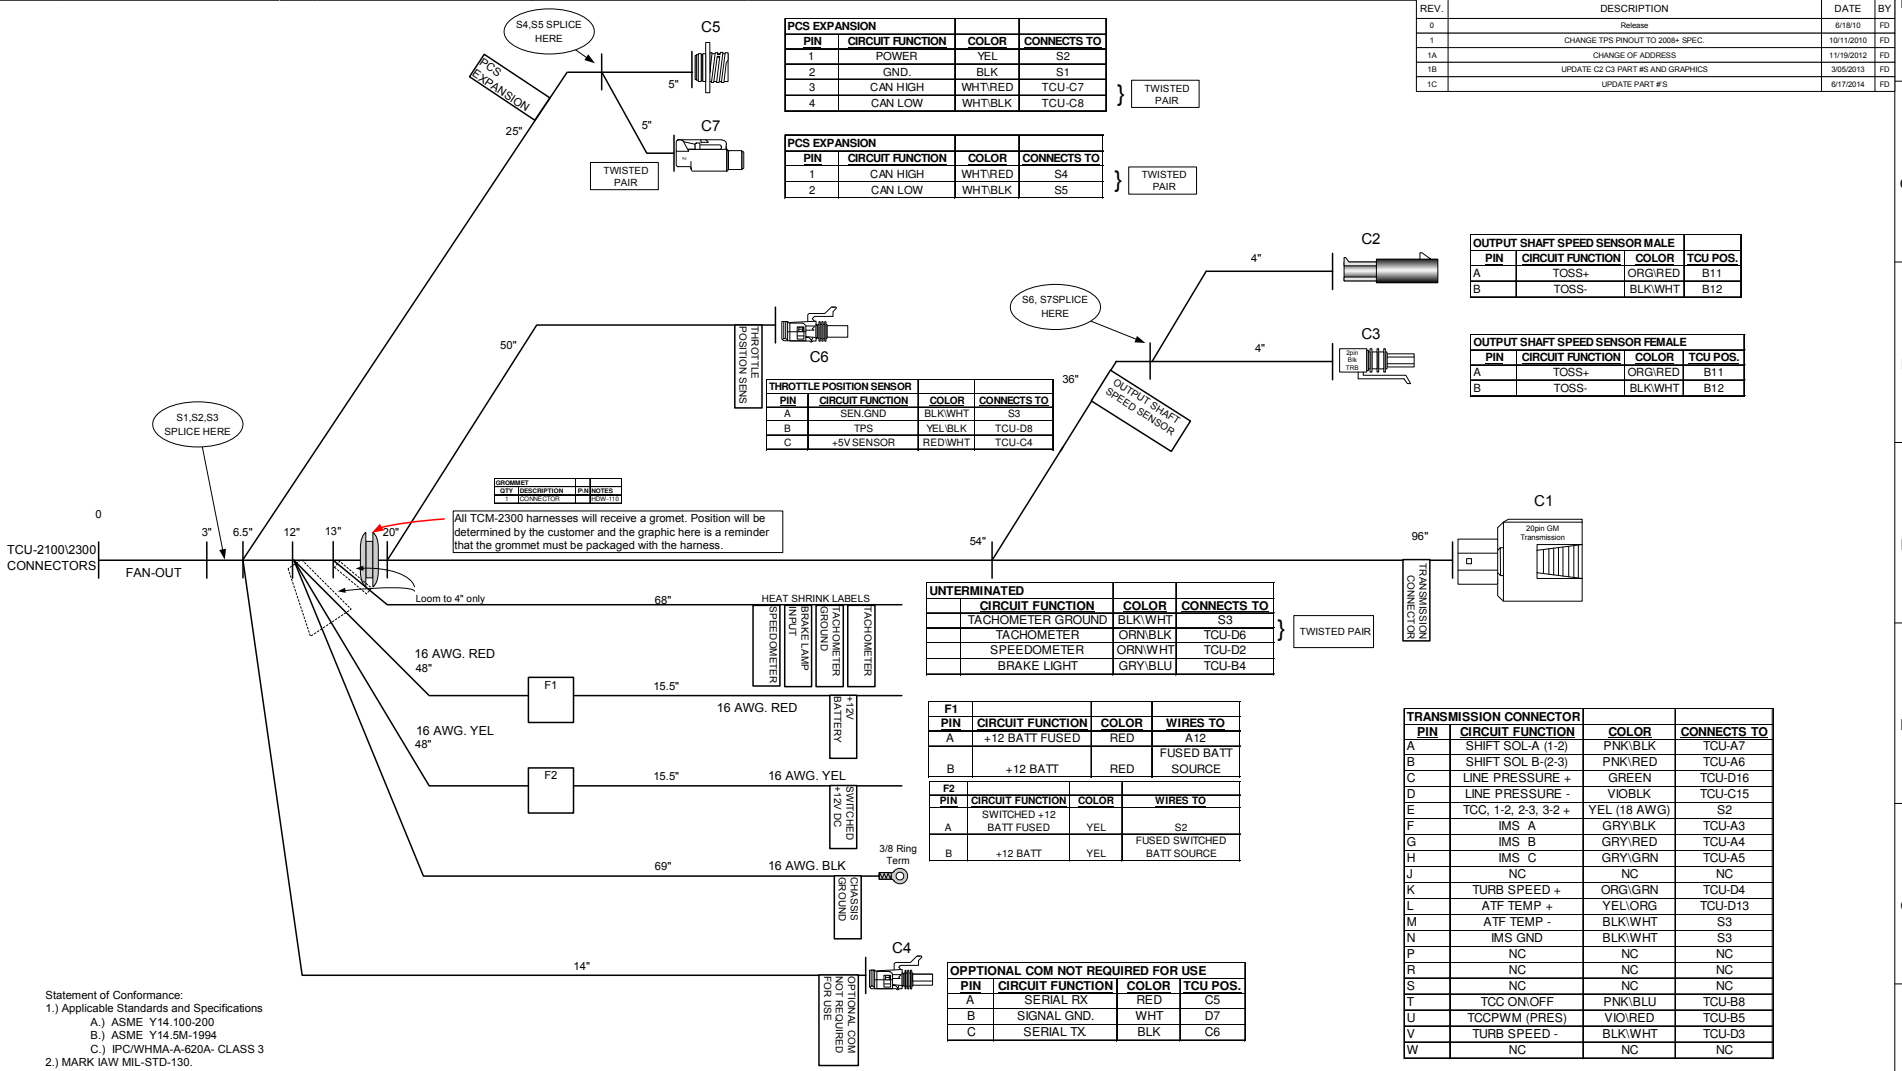 REV. DESCRIPTION DATE BY
0 Release 6/18/10 FD
1 CHANGE TPS PINOUT TO 2008+ SPEC. 10/11/2010 FD
1A CHANGE OF ADDRESS 11/19/2012 FD
1B UPDATE C2 C3 PART #S AND GRAPHICS 3/05/2013 FD
1C UPDATE PART #'S 6/17/2014 FD
S4,S5 SPLICE
HERE
C5
5"
PCS
EXPANSION
25"
5"
C7
TWISTED
PAIR
PCS EXPANSION
PIN CIRCUIT FUNCTION COLOR CONNECTS TO
1 POWER YEL S2
2 GND. BLK S1
3 CAN HIGH WHT\RED TCU-C7
4 CAN LOW WHT\BLK TCU-C8
} TWISTED
PAIR
PCS EXPANSION
PIN CIRCUIT FUNCTION COLOR CONNECTS TO
1 CAN HIGH WHT\RED S4
2 CAN LOW WHT\BLK S5
} TWISTED
PAIR
C2
4"
OUTPUT SHAFT SPEED SENSOR MALE
PIN CIRCUIT FUNCTION COLOR TCU POS.
A TOSS+ ORG\RED B11
B TOSS- BLK\WHT B12
S6, S7SPLICE
HERE
C3
4"
2pin
Blk
TRB
OUTPUT SHAFT SPEED SENSOR FEMALE
PIN CIRCUIT FUNCTION COLOR TCU POS.
A TOSS+ ORG\RED B11
B TOSS- BLK\WHT B12
36"
OUTPUT SHAFT
SPEED SENSOR
50"
THROTTLE
POSITION SENS
C6
THROTTLE POSITION SENSOR
PIN CIRCUIT FUNCTION COLOR CONNECTS TO
A SEN.GND BLK\WHT S3
B TPS YEL\BLK TCU-D8
C +5V SENSOR RED\WHT TCU-C4
S1,S2,S3
SPLICE HERE
GROMMET
QTY DESCRIPTION P\N NOTES
1 CONNECTOR HDW-110
All TCM-2300 harnesses will receive a gromet. Position will be
determined by the customer and the graphic here is a reminder
that the grommet must be packaged with the harness.
0
3" 6.5" 12" 13" 20" 54" 96"
TCU-2100\2300
CONNECTORS
FAN-OUT
C1
20pin GM
Transmission
TRANSMISSION
CONNECTOR
Loom to 4" only
68"
HEAT SHRINK LABELS
SPEEDOMETER
BRAKE LAMP
INPUT
TACHOMETER
GROUND
TACHOMETER
UNTERMINATED
CIRCUIT FUNCTION COLOR CONNECTS TO
TACHOMETER GROUND BLK\WHT S3
TACHOMETER ORN\BLK TCU-D6
SPEEDOMETER ORN\WHT TCU-D2
BRAKE LIGHT GRY\BLU TCU-B4
} TWISTED PAIR
16 AWG. RED
48"
F1
15.5"
16 AWG. RED
+12V
BATTERY
F1
PIN CIRCUIT FUNCTION COLOR WIRES TO
A +12 BATT FUSED RED A12
B +12 BATT RED FUSED BATT
SOURCE
16 AWG. YEL
48"
F2
15.5"
16 AWG. YEL
SWITCHED
+12V DC
F2
PIN CIRCUIT FUNCTION COLOR WIRES TO
A SWITCHED +12
BATT FUSED YEL S2
B +12 BATT YEL FUSED SWITCHED
BATT SOURCE
69"
16 AWG. BLK
3/8 Ring
Term
CHASSIS
GROUND
14"
C4
OPTIONAL COM
NOT REQUIRED
FOR USE
OPPTIONAL COM NOT REQUIRED FOR USE
PIN CIRCUIT FUNCTION COLOR TCU POS.
A SERIAL RX RED C5
B SIGNAL GND. WHT D7
C SERIAL TX BLK C6
TRANSMISSION CONNECTOR
PIN CIRCUIT FUNCTION COLOR CONNECTS TO
A SHIFT SOL-A (1-2) PNK\BLK TCU-A7
B SHIFT SOL B-(2-3) PNK\RED TCU-A6
C LINE PRESSURE + GREEN TCU-D16
D LINE PRESSURE - VIOBLK TCU-C15
E TCC, 1-2, 2-3, 3-2 + YEL (18 AWG) S2
F IMS A GRY\BLK TCU-A3
G IMS B GRY\RED TCU-A4
H IMS C GRY\GRN TCU-A5
J NC NC NC
K TURB SPEED + ORG\GRN TCU-D4
L ATF TEMP + YEL\ORG TCU-D13
M ATF TEMP - BLK\WHT S3
N IMS GND BLK\WHT S3
P NC NC NC
R NC NC NC
S NC NC NC
T TCC ON\OFF PNK\BLU TCU-B8
U TCCPWM (PRES) VIO\RED TCU-B5
V TURB SPEED - BLK\WHT TCU-D3
W NC NC NC
Statement of Conformance:
1.) Applicable Standards and Specifications
A.) ASME Y14.100-200
B.) ASME Y14.5M-1994
C.) IPC/WHMA-A-620A- CLASS 3
2.) MARK IAW MIL-STD-130.